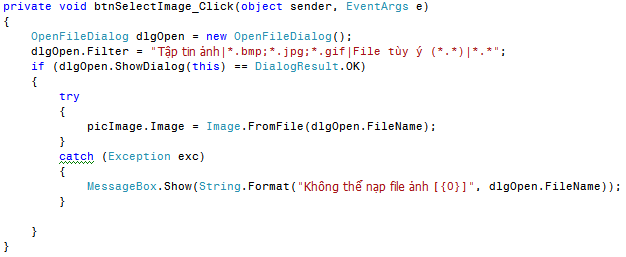 private void btnSelectImage_Click(object sender, EventArgs e)
{
OpenFileDialog dlgOpen = new OpenFileDialog();
dlgOpen.Filter = "Tập tin ảnh|*.bmp;*.jpg;*.gif|File tùy ý (*.*)|*.*";
if (dlgOpen.ShowDialog(this) == DialogResult.OK)
{
try
{
picImage.Image = Image.FromFile(dlgOpen.FileName);
}
catch (Exception exc)
{
MessageBox.Show(String.Format("Không thể nạp file ảnh [{0}]", dlgOpen.FileName));
}
}
}